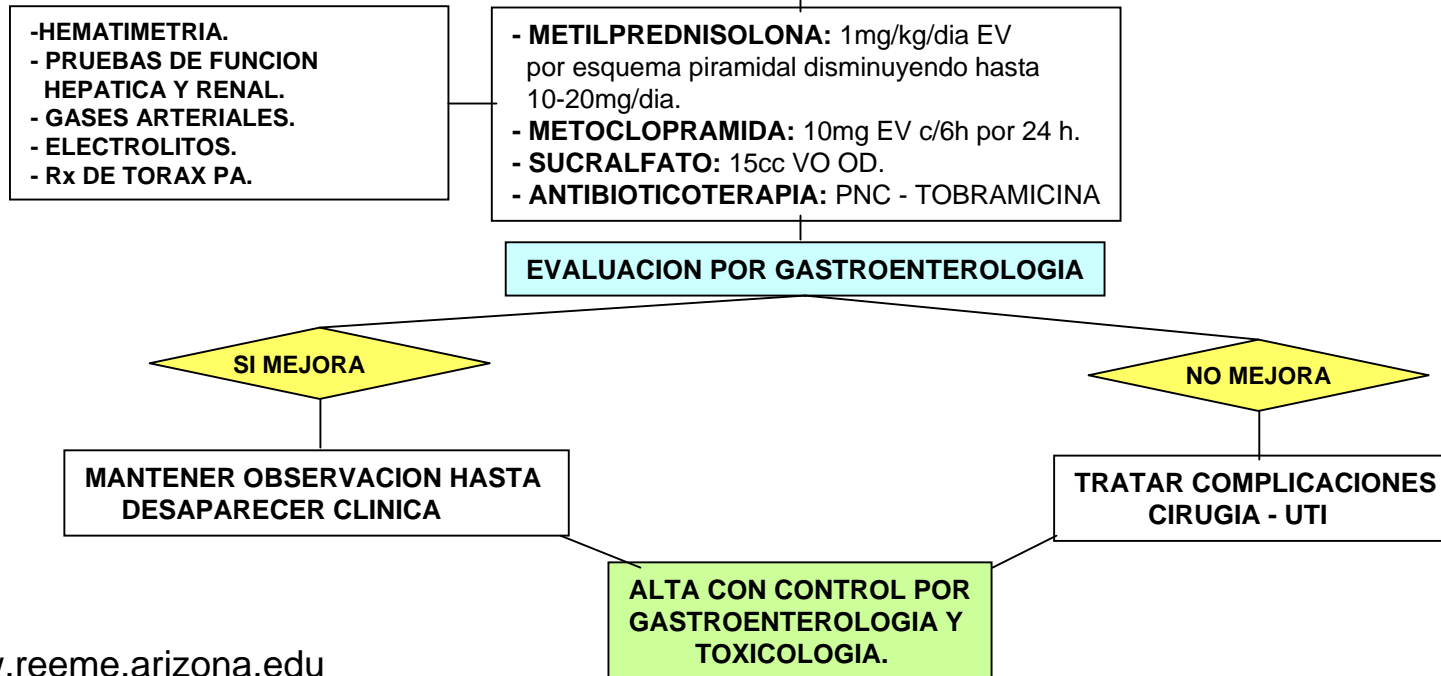 -HEMATIMETRIA.
- PRUEBAS DE FUNCION
HEPATICA Y RENAL.
- GASES ARTERIALES.
- ELECTROLITOS.
- Rx DE TORAX PA.
- METILPREDNISOLONA: 1mg/kg/dia EV
por esquema piramidal disminuyendo hasta
10-20mg/dia.
- METOCLOPRAMIDA: 10mg EV c/6h por 24 h.
- SUCRALFATO: 15cc VO OD.
- ANTIBIOTICOTERAPIA: PNC - TOBRAMICINA
EVALUACION POR GASTROENTEROLOGIA
SI MEJORA
NO MEJORA
MANTENER OBSERVACION HASTA
DESAPARECER CLINICA
TRATAR COMPLICACIONES
CIRUGIA - UTI
ALTA CON CONTROL POR
GASTROENTEROLOGIA Y
TOXICOLOGIA.
.reeme.arizona.edu